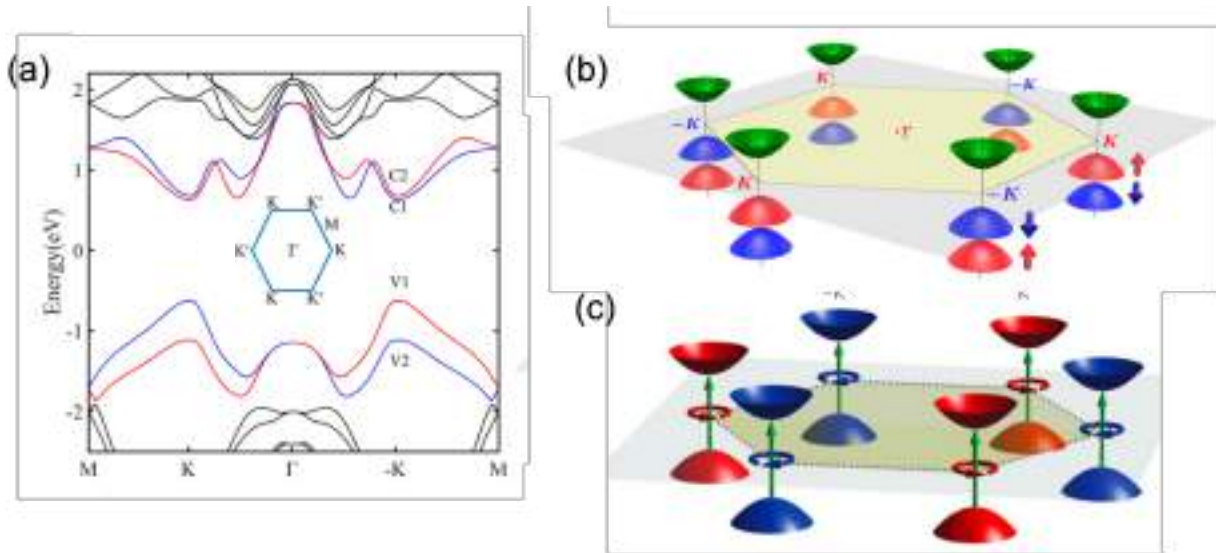 (a)
Energy(eV)
2
1
0
-1
-2
C2
C1
K K'
M
K' Γ K
K K'
V1
V2
M K Γ -K M
(b)
K
-K
-K
Γ
K
K
-K
(c)